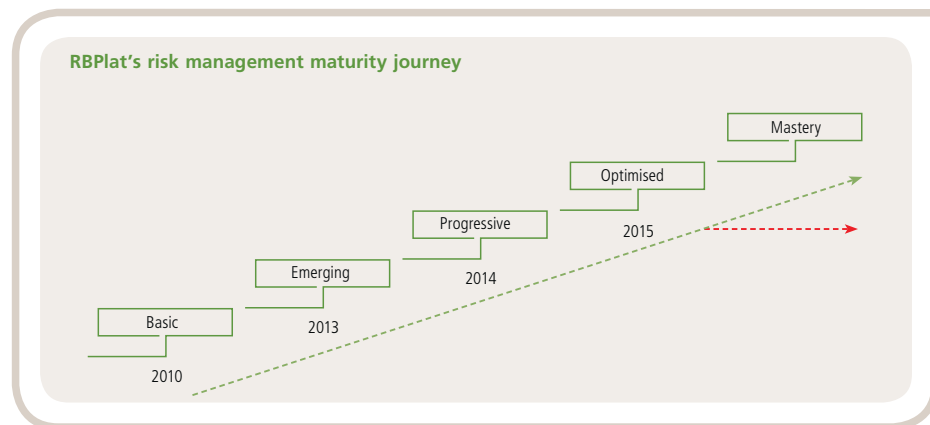 RBPlat's risk management maturity journey
Mastery
Optimised
2015
Progressive
2014
Emerging
2013
Basic
2010